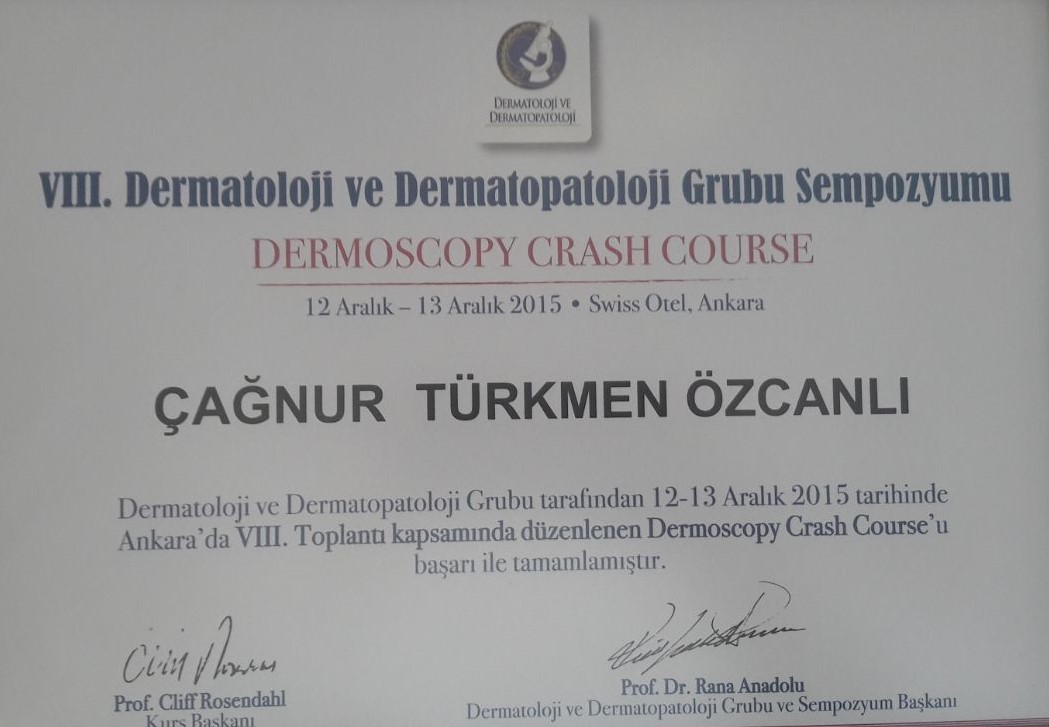 DERMATOLOJİ VE
DERMATOPATOLOJİ
VIII. Dermatoloji ve Dermatopatoloji Grubu Sempozyumu
DERMOSCOPY CRASH COURSE
12 Aralık – 13 Aralık 2015 • Swiss Otel, Ankara
ÇAĞNUR TÜRKMEN ÖZCANLI
Dermatoloji ve Dermatopatoloji Grubu tarafından 12-13 Aralık 2015 tarihinde
Ankara'da VIII. Toplantı kapsamında düzenlenen Dermoscopy Crash Course'u
başarı ile tamamlamıştır.
Prof. Cliff Rosendahl
Kurs Başkanı
Prof. Dr. Rana Anadolu
Dermatoloji ve Dermatopatoloji Grubu ve Sempozyum Başkanı